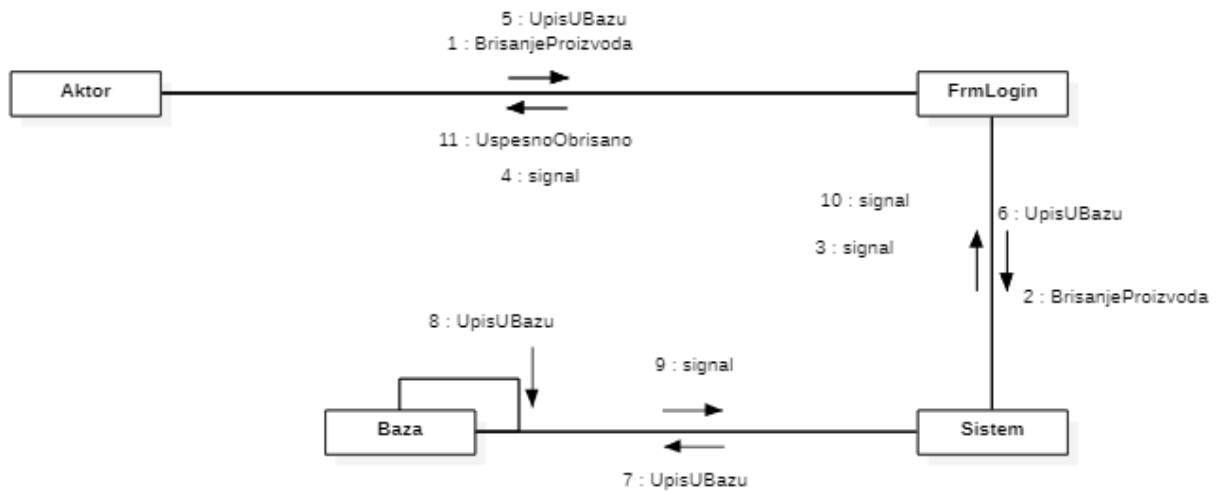 5 : UpisUBazu
1 : BrisanjeProizvoda
Aktor
FrmLogin
11 : UspesnoObrisano
4 : signal
10 : signal
6 : UpisUBazu
3 : signal
2 : BrisanjeProizvoda
8 : UpisUBazu
9 : signal
Baza
Sistem
7 : UpisUBazu